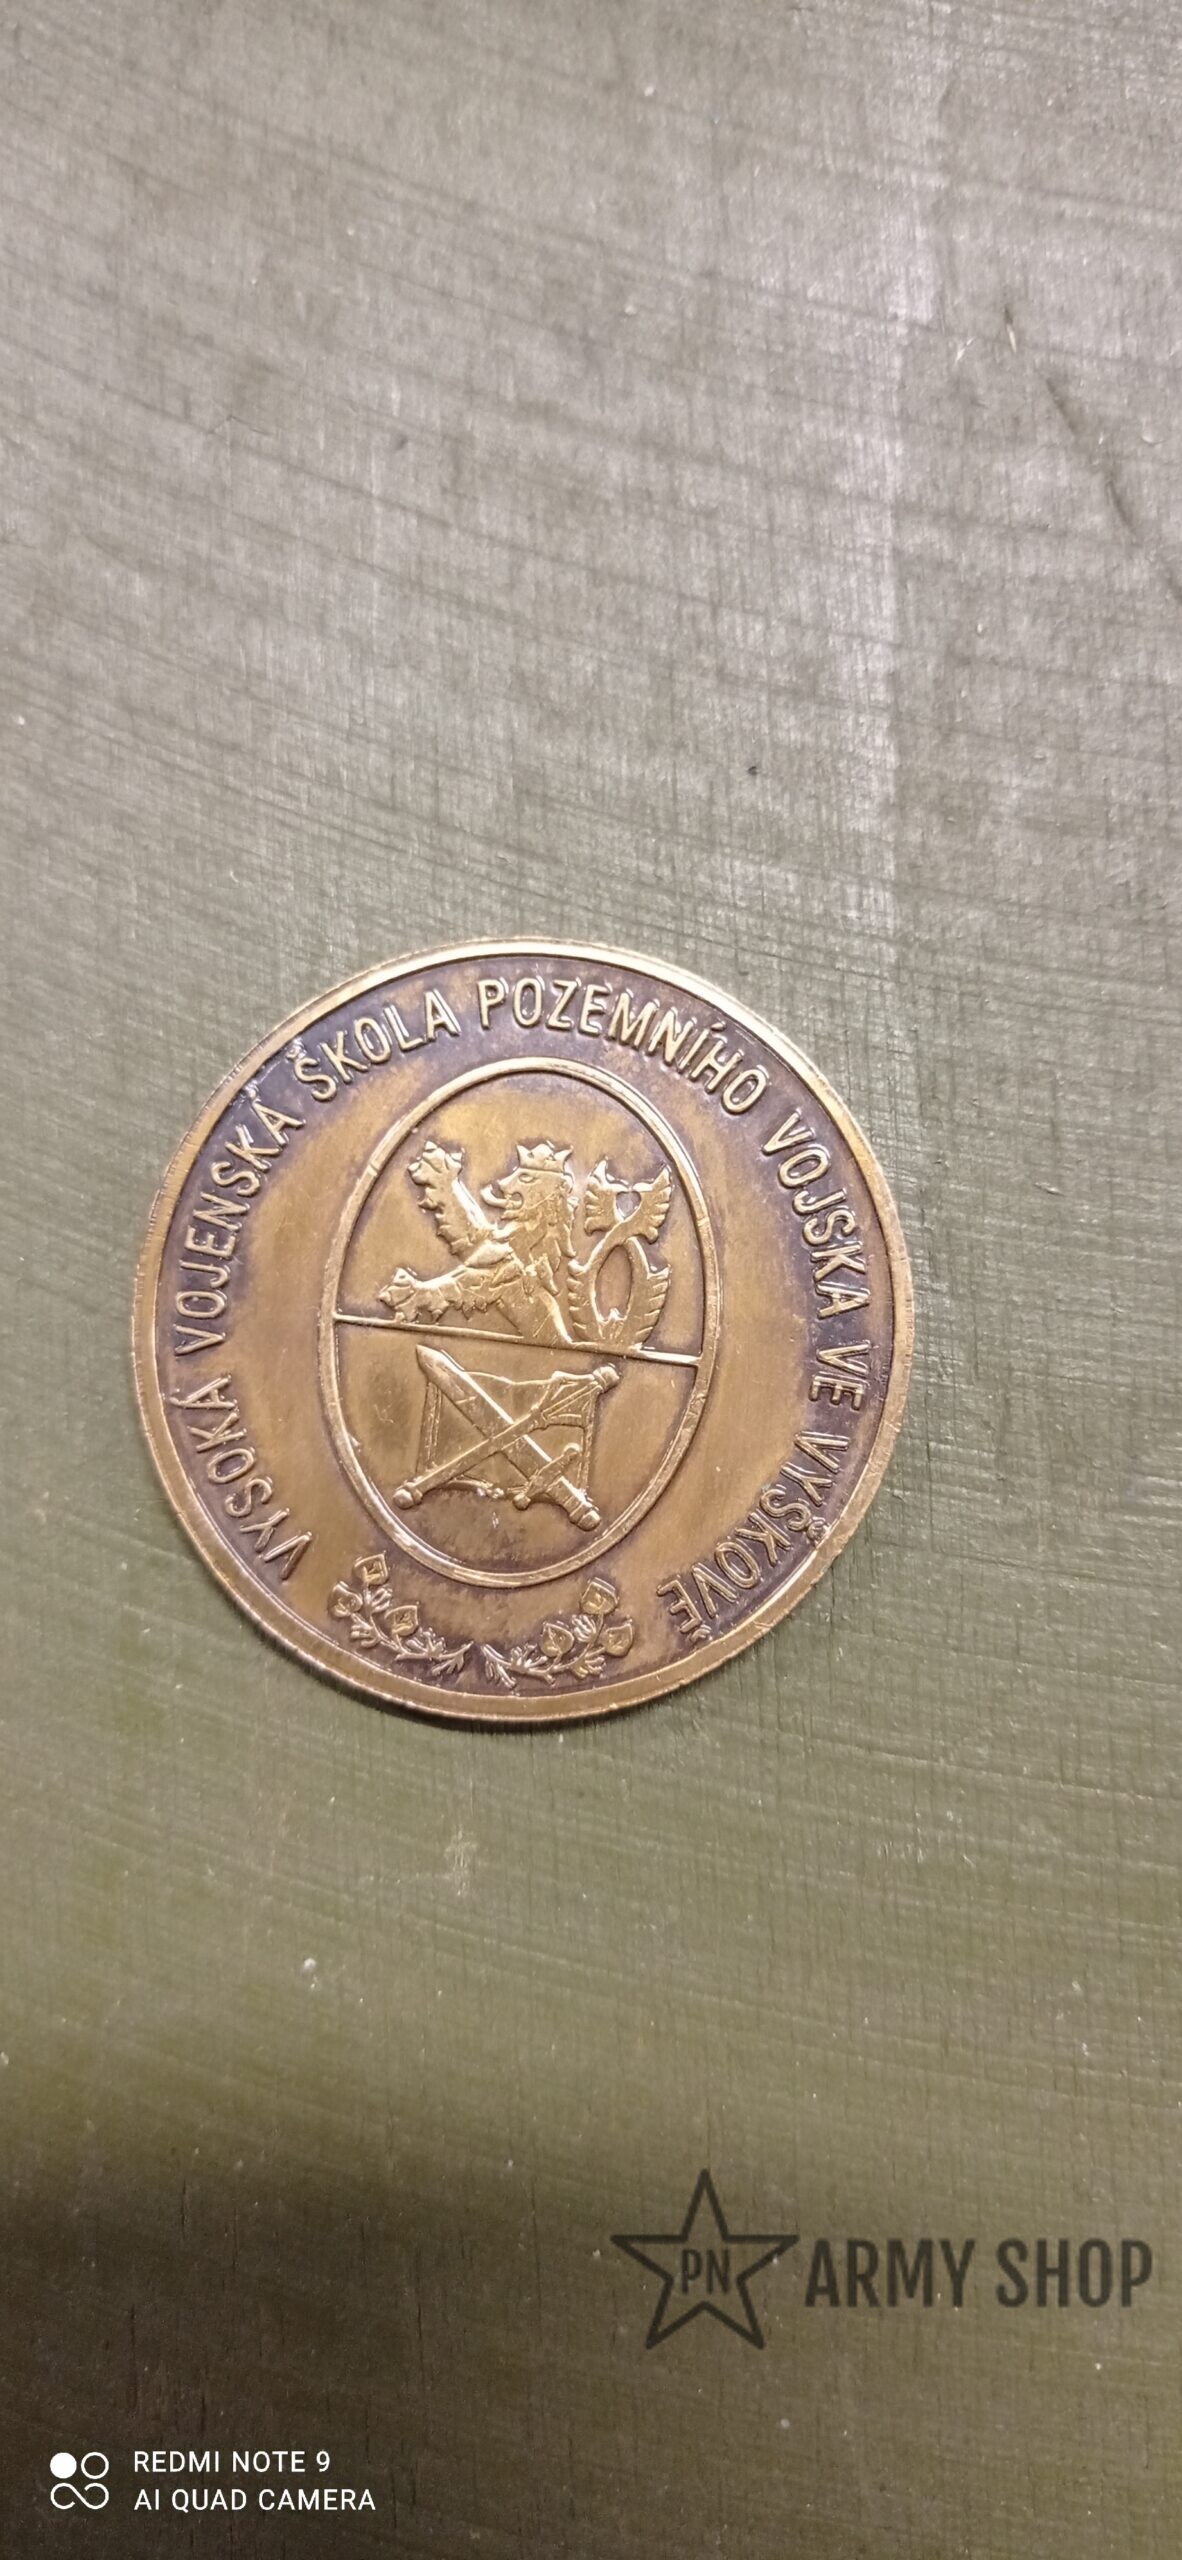 VYSOKÁ VOJENSKÁ ŠKOLA POZEMNÍHO VOJSKA VE VYŠKOVĚ
PN ARMY SHOP
REDMI NOTE 9
AI QUAD CAMERA